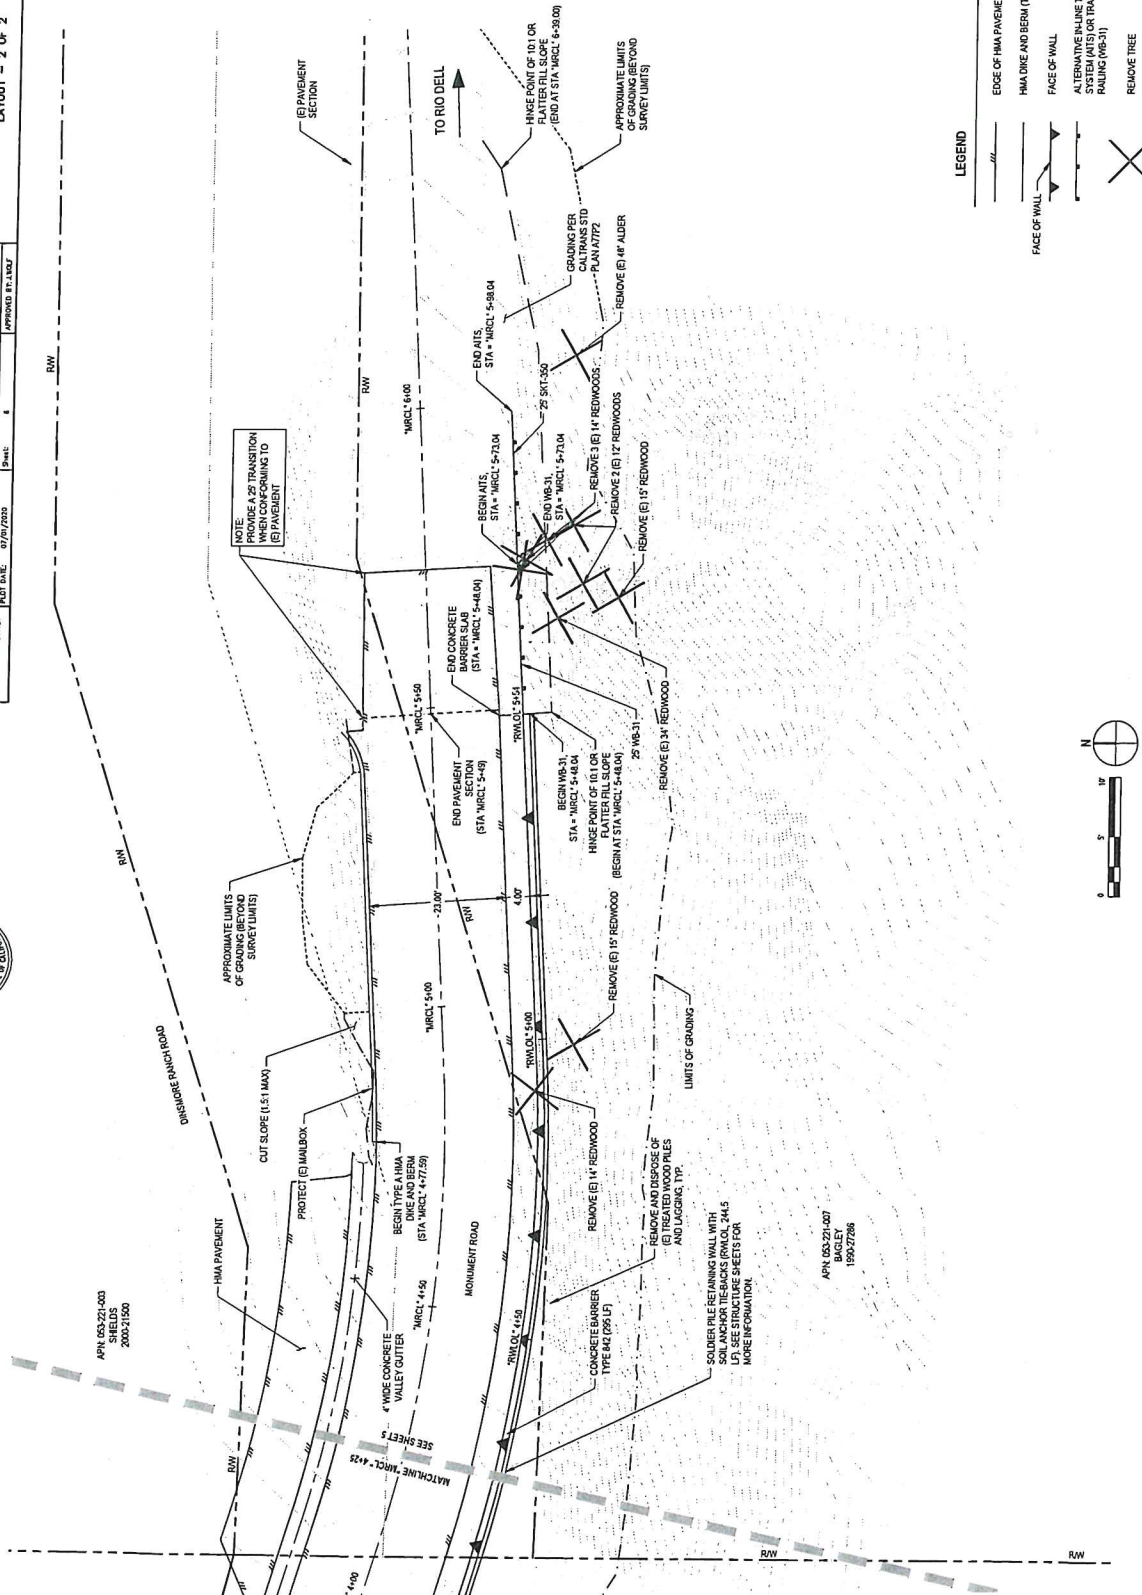 LAYOUT - 2 OF 2
PLOT DATE: 07/01/2020
Sheet: 6
R/W
(E) PAVEMENT
SECTION
TO RIO DELL
HINGE POINT OF 10:1 OR
FLATTER FILL SLOPE
(END AT STA "MRCL" 6+39.00)
APPROXIMATE LIMITS
OF GRADING (BEYOND
SURVEY LIMITS)
GRADING PER
CALTRANS STD
PLAN A77P2
REMOVE (E) 48" ALDER
R/W
"MRCL" 6+00
END AITS,
STA = "MRCL" 5+98.04
25' SKT-350
NOTE:
PROVIDE A 25' TRANSITION
WHEN CONFORMING TO
(E) PAVEMENT
BEGIN AITS,
STA = "MRCL" 5+73.04
END WB-31,
STA = "MRCL" 5+73.04
REMOVE 3 (E) 14" REDWOODS
REMOVE 2 (E) 12" REDWOODS
REMOVE (E) 15" REDWOOD
END CONCRETE
BARRIER SLAB
(STA = "MRCL" 5+48.04)
"MRCL" 5+50
"RWLOL" 5+54
END PAVEMENT
SECTION
(STA "MRCL" 5+49)
BEGIN WB-31,
STA = "MRCL" 5+48.04
HINGE POINT OF 10:1 OR
FLATTER FILL SLOPE
(BEGIN AT STA "MRCL" 5+48.04)
25' WB-31
REMOVE (E) 34" REDWOOD
R/W
APPROXIMATE LIMITS
OF GRADING (BEYOND
SURVEY LIMITS)
23.00'
R/W
4.00'
REMOVE (E) 15" REDWOOD
DINSMORE RANCH ROAD
CUT SLOPE (1.5:1 MAX)
"MRCL" 5+00
"RWLOL" 5+00
LIMITS OF GRADING
PROTECT (E) MAILBOX
BEGIN TYPE A HMA
DIKE AND BERM
(STA "MRCL" 4+77.59)
MONUMENT ROAD
REMOVE (E) 14" REDWOOD
REMOVE AND DISPOSE OF
(E) TREATED WOOD PILES
AND LAGGING, TYP.
HMA PAVEMENT
APN: 053-221-003
SHIELDS
2000-21500
4' WIDE CONCRETE
VALLEY GUTTER
"MRCL" 4+50
"RWLOL" 4+50
CONCRETE BARRIER
TYPE 842 (295 LF)
SOLDIER PILE RETAINING WALL WITH
SOIL ANCHOR TIE-BACKS (RWLOL, 244.5
LF). SEE STRUCTURE SHEETS FOR
MORE INFORMATION.
APN: 053-221-007
BAGLEY
1990-27286
R/W
SEE SHEET 5
MATCHLINE "MRCL" 4+25
4+00
R/W
R/W
LEGEND
EDGE OF HMA PAVEME
HMA DIKE AND BERM (T
FACE OF WALL
FACE OF WALL
ALTERNATIVE IN-LINE T
SYSTEM (AITS) OR TRA
RAILING (WB-31)
REMOVE TREE
N
0 5' 10'